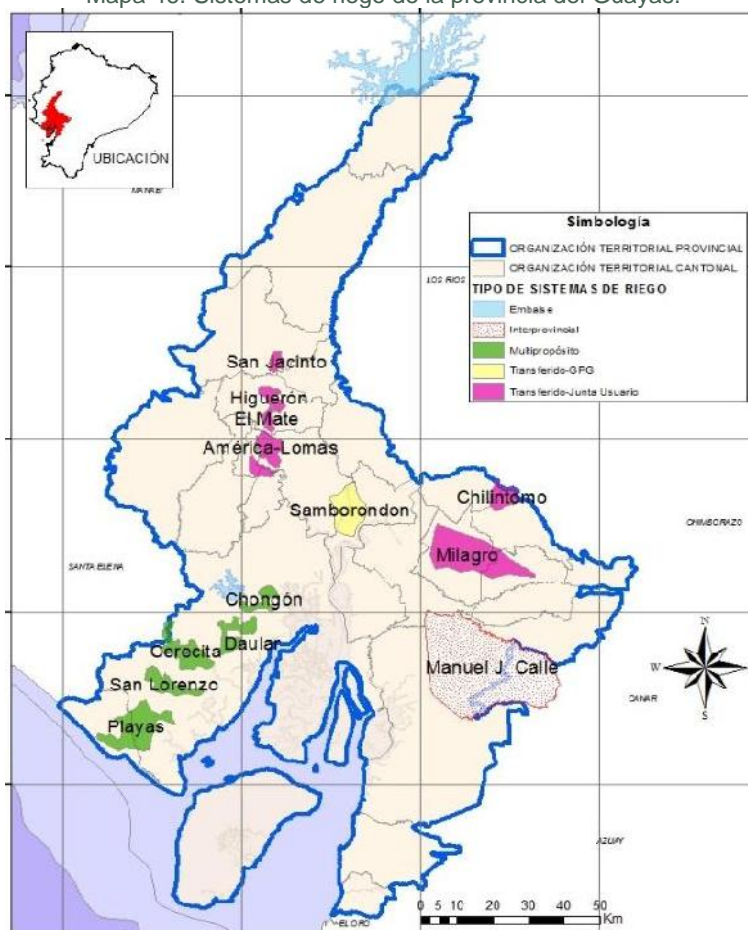 Mapa 40. Sistemas de riego de la provincia del Guayas.
UBICACIÓN
MANABÍ
Simbología
ORGANIZACIÓN TERRITORIAL PROVINCIAL
ORGANIZACIÓN TERRITORIAL CANTONAL
TIPO DE SISTEMAS DE RIEGO
Embalse
Interprovincial
Multipropósito
Transferido-GPG
Transferido-Junta Usuario
LOS RIOS
San Jacinto
Higuerón
El Mate
América-Lomas
Samborondon
Chilintomo
CHIMBORAZO
Milagro
SANTA ELENA
Chongón
Daular
Cerecita
Manuel J. Calle
San Lorenzo
Playas
N
W
E
S
CAÑAR
AZUAY
EL ORO
0 5 10 20 30 40 50
Km